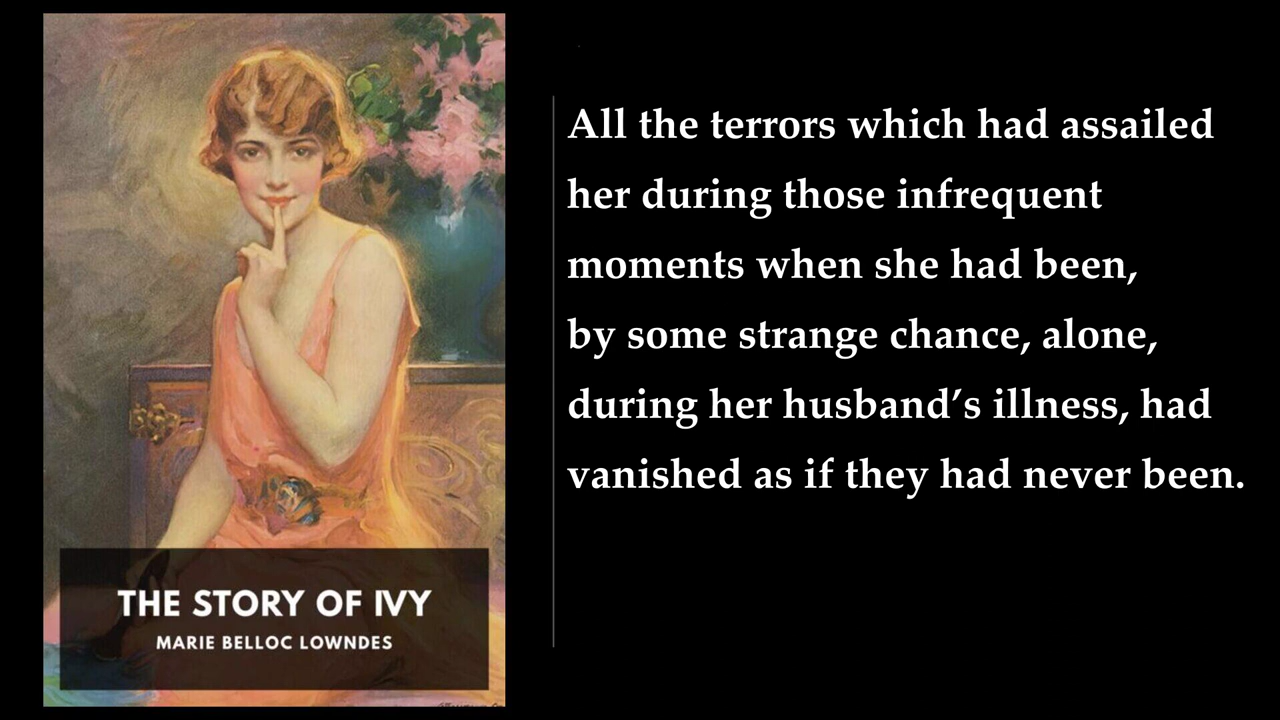 THE STORY OF IVY
MARIE BELLOC LOWNDES
All the terrors which had assailed
her during those infrequent
moments when she had been,
by some strange chance, alone,
during her husband’s illness, had
vanished as if they had never been.